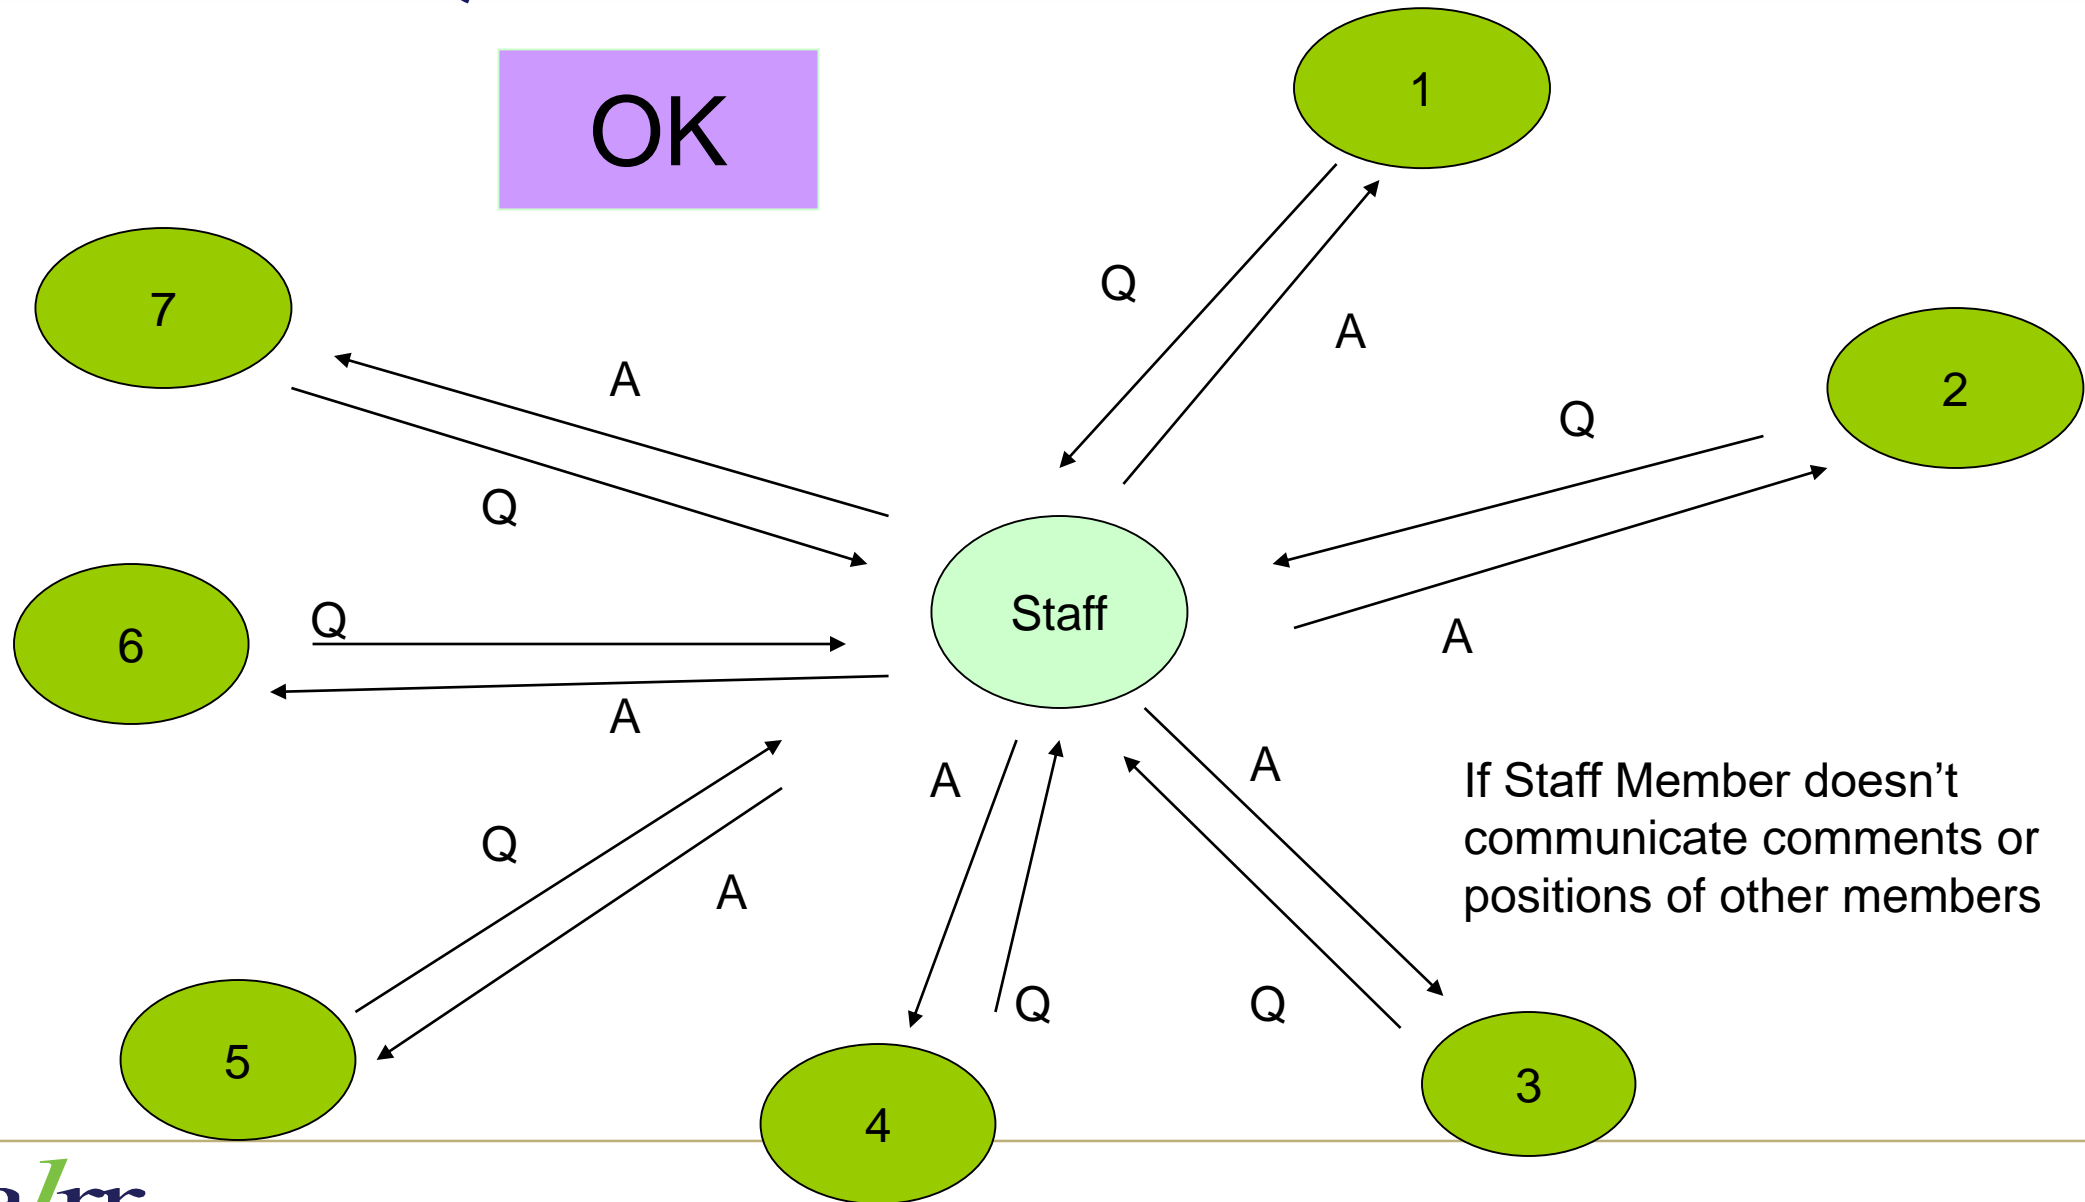 OK
1
Q
A
7
A
Q
2
Q
A
Staff
6
Q
A
If Staff Member doesn’t
communicate comments or
positions of other members
A
Q
A
Q
A
Q
5
4
3